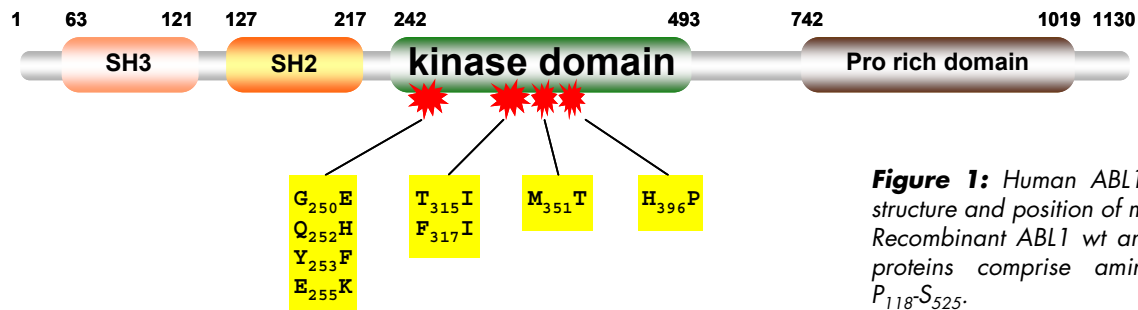 1 63 121 127 217 242 493 742 1019 1130
SH3 SH2 kinase domain Pro rich domain
G250E
Q252H
Y253F
E255K
T315I
F317I
M351T
H396P
Figure 1: Human ABL1
structure and position of m
Recombinant ABL1 wt an
proteins comprise amin
P118-S525.